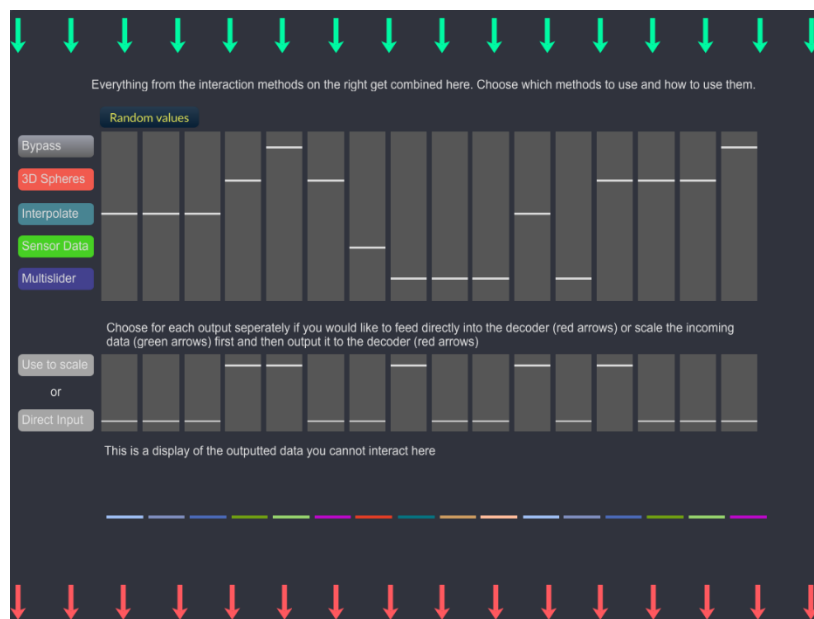 Everything from the interaction methods on the right get combined here. Choose which methods to use and how to use them.
Random values
Bypass
3D Spheres
Interpolate
Sensor Data
Multislider
Choose for each output seperately if you would like to feed directly into the decoder (red arrows) or scale the incoming
data (green arrows) first and then output it to the decoder (red arrows)
Use to scale
or
Direct Input
This is a display of the outputted data you cannot interact here